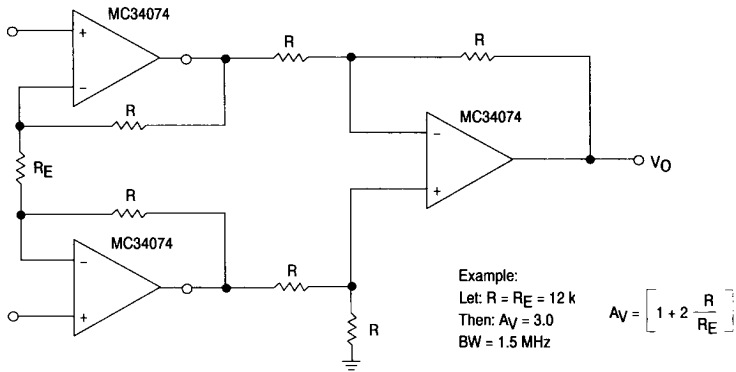 MC34074
R
R
R
MC34074
RE
R
MC34074
R
R
VO
Example:
Let: R = RE = 12 k
Then: AV = 3.0
BW = 1.5 MHz
AV = [ 1 + 2 R/RE ]